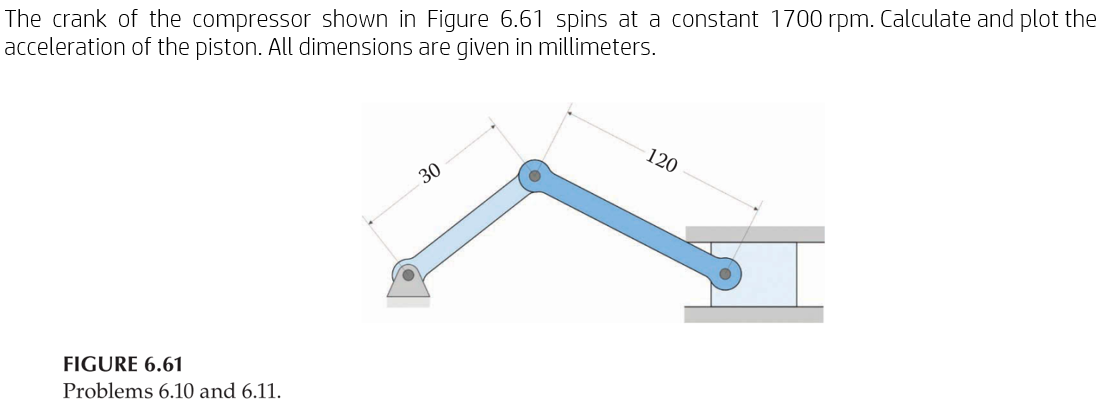 The crank of the compressor shown in Figure 6.61 spins at a constant 1700 rpm. Calculate and plot the
acceleration of the piston. All dimensions are given in millimeters.
30
120
FIGURE 6.61
Problems 6.10 and 6.11.